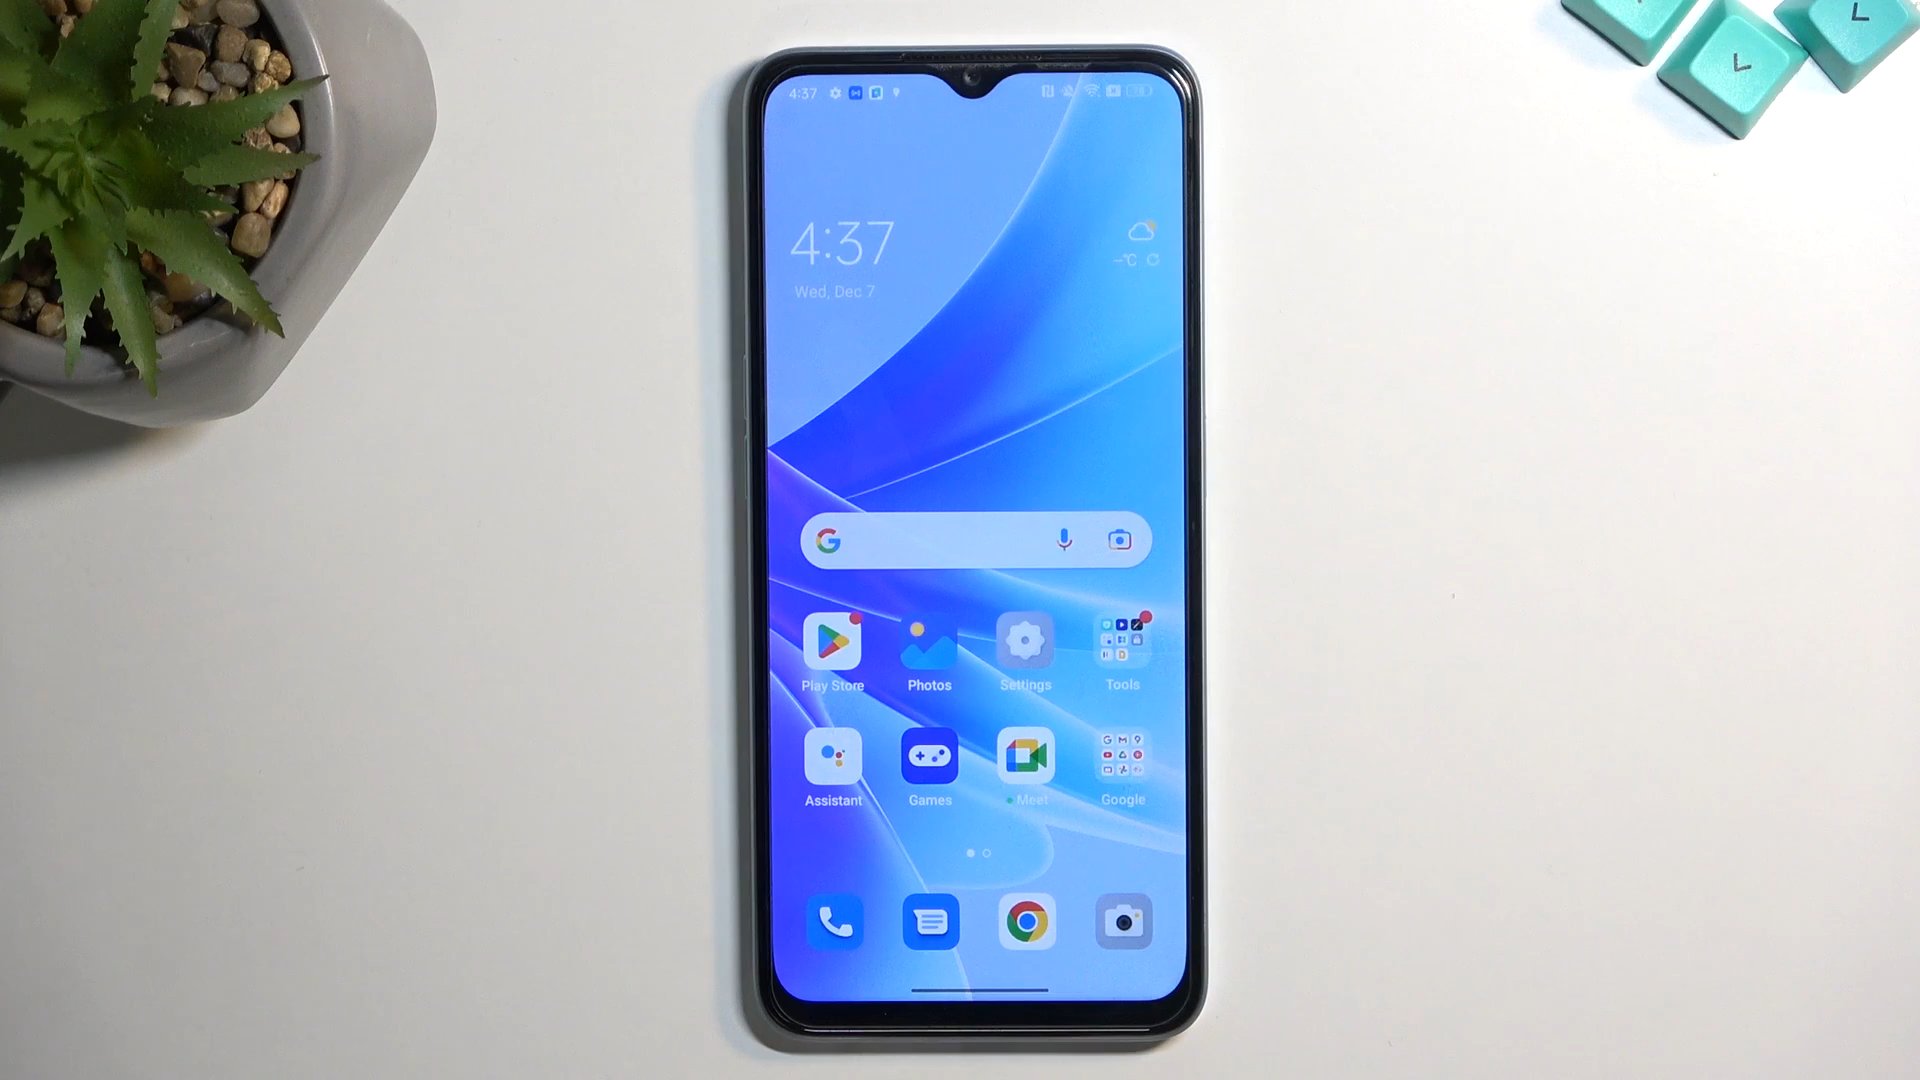 4:37
4:37
-°C
Wed, Dec 7
G
Play Store
Photos
Settings
Tools
Assistant
Games
Meet
Google